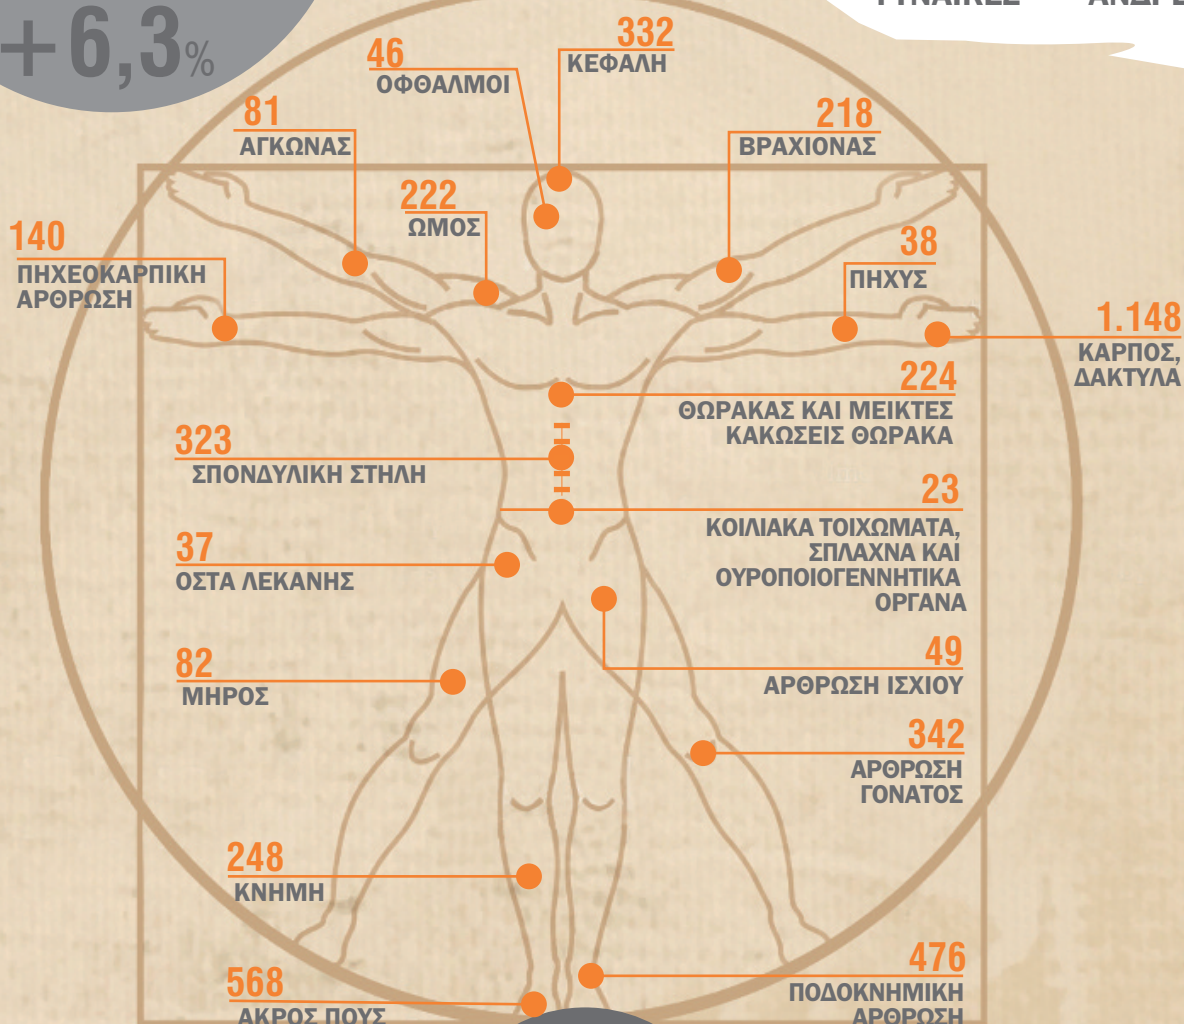 +6,3%
332
ΚΕΦΑΛΗ
46
ΟΦΘΑΛΜΟΙ
81
ΑΓΚΩΝΑΣ
218
ΒΡΑΧΙΟΝΑΣ
222
ΩΜΟΣ
140
ΠΗΧΕΟΚΑΡΠΙΚΗ
ΑΡΘΡΩΣΗ
38
ΠΗΧΥΣ
1.148
ΚΑΡΠΟΣ,
ΔΑΚΤΥΛΑ
224
ΘΩΡΑΚΑΣ ΚΑΙ ΜΕΙΚΤΕΣ
ΚΑΚΩΣΕΙΣ ΘΩΡΑΚΑ
323
ΣΠΟΝΔΥΛΙΚΗ ΣΤΗΛΗ
23
ΚΟΙΛΙΑΚΑ ΤΟΙΧΩΜΑΤΑ,
ΣΠΛΑΧΝΑ ΚΑΙ
ΟΥΡΟΠΟΙΟΓΕΝΝΗΤΙΚΑ
ΟΡΓΑΝΑ
37
ΟΣΤΑ ΛΕΚΑΝΗΣ
49
ΑΡΘΡΩΣΗ ΙΣΧΙΟΥ
82
ΜΗΡΟΣ
342
ΑΡΘΡΩΣΗ
ΓΟΝΑΤΟΣ
248
ΚΝΗΜΗ
476
ΠΟΔΟΚΝΗΜΙΚΗ
ΑΡΘΡΩΣΗ
568
ΑΚΡΟΣ ΠΟΥΣ